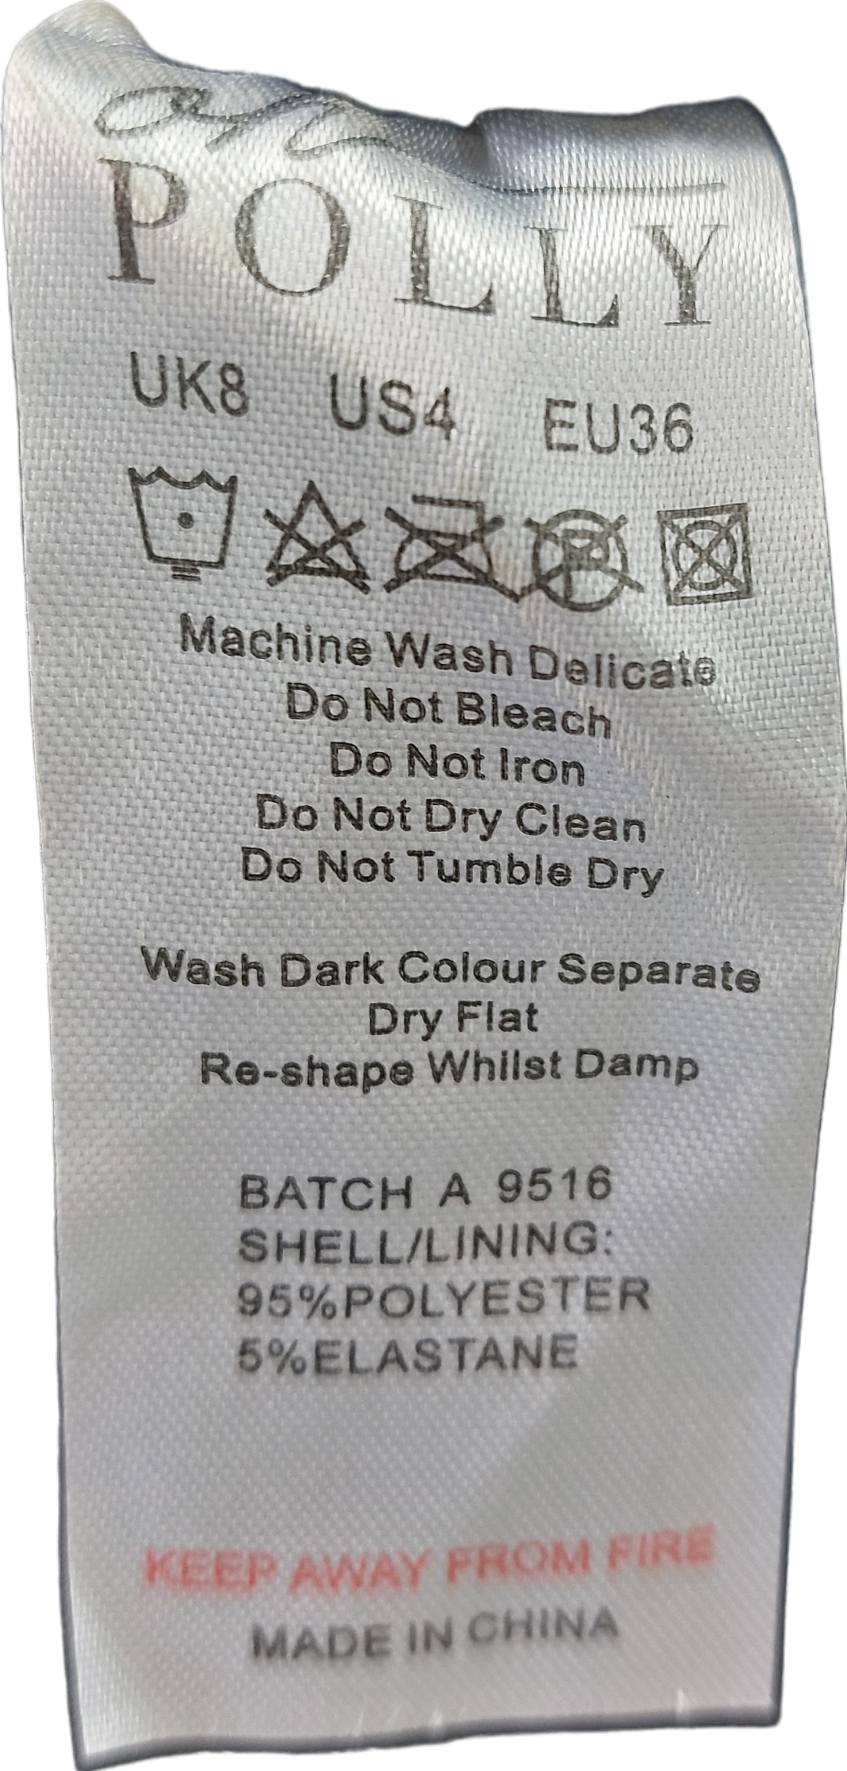 oh
POLLY
UK8 US4 EU36
P
Machine Wash Delicate
Do Not Bleach
Do Not Iron
Do Not Dry Clean
Do Not Tumble Dry
Wash Dark Colour Separate
Dry Flat
Re-shape Whilst Damp
BATCH A 9516
SHELL/LINING:
95%POLYESTER
5%ELASTANE
KEEP AWAY FROM FIRE
MADE IN CHINA